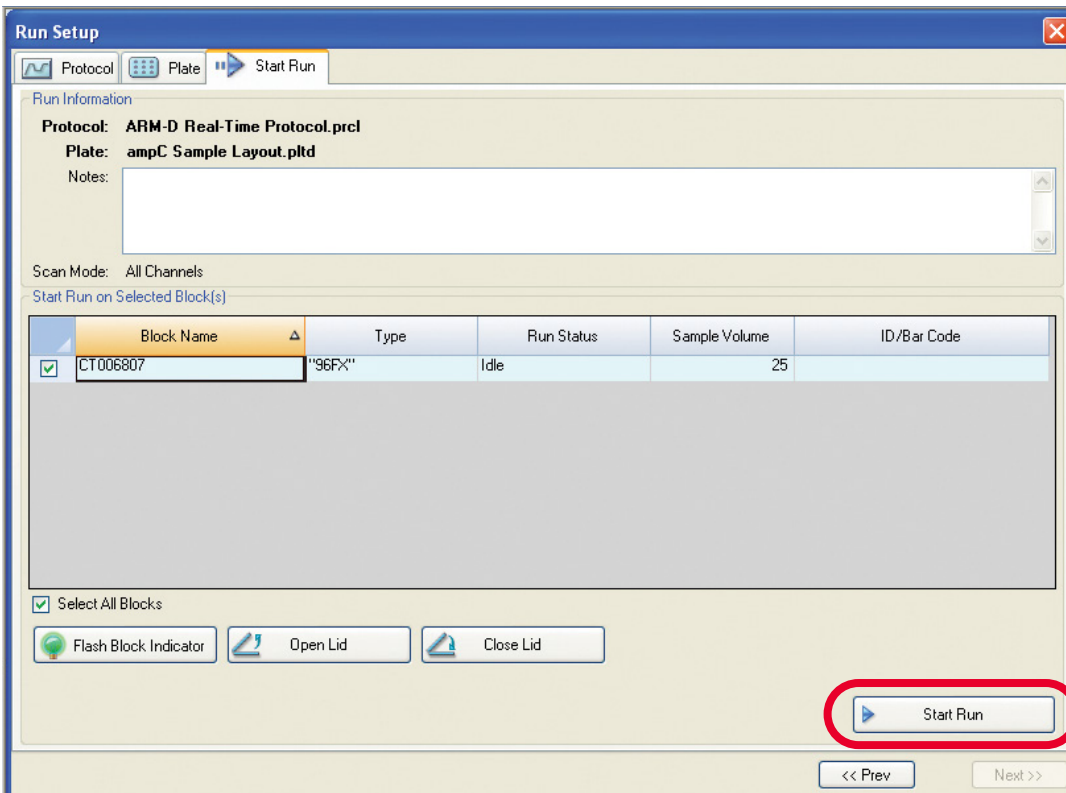 Run Setup
Protocol Plate Start Run
Run Information
Protocol: ARM-D Real-Time Protocol.prcl
Plate: ampC Sample Layout.pltd
Notes:
Scan Mode: All Channels
Start Run on Selected Block(s)
Block Name Type Run Status Sample Volume ID/Bar Code
CT006807 "96FX" Idle 25
Select All Blocks
Flash Block Indicator Open Lid Close Lid
Start Run
<< Prev Next >>